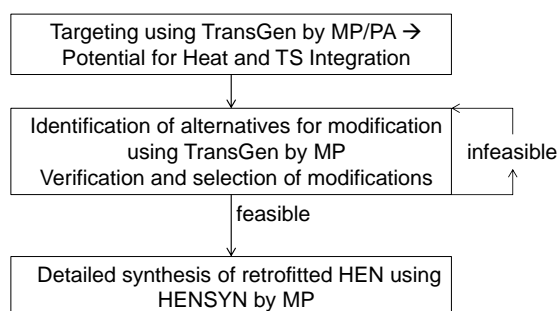 Targeting using TransGen by MP/PA →
Potential for Heat and TS Integration
Identification of alternatives for modification
using TransGen by MP
Verification and selection of modifications
infeasible
feasible
Detailed synthesis of retrofitted HEN using
HENSYN by MP